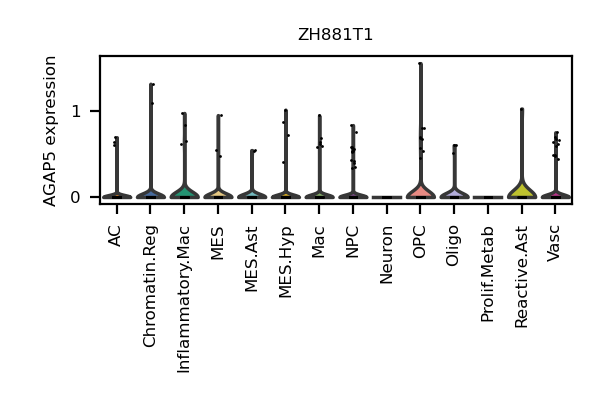 ZH881T1
AGAP5 expression
1
0
AC
Chromatin.Reg
Inflammatory.Mac
MES
MES.Ast
MES.Hyp
Mac
NPC
Neuron
OPC
Oligo
Prolif.Metab
Reactive.Ast
Vasc